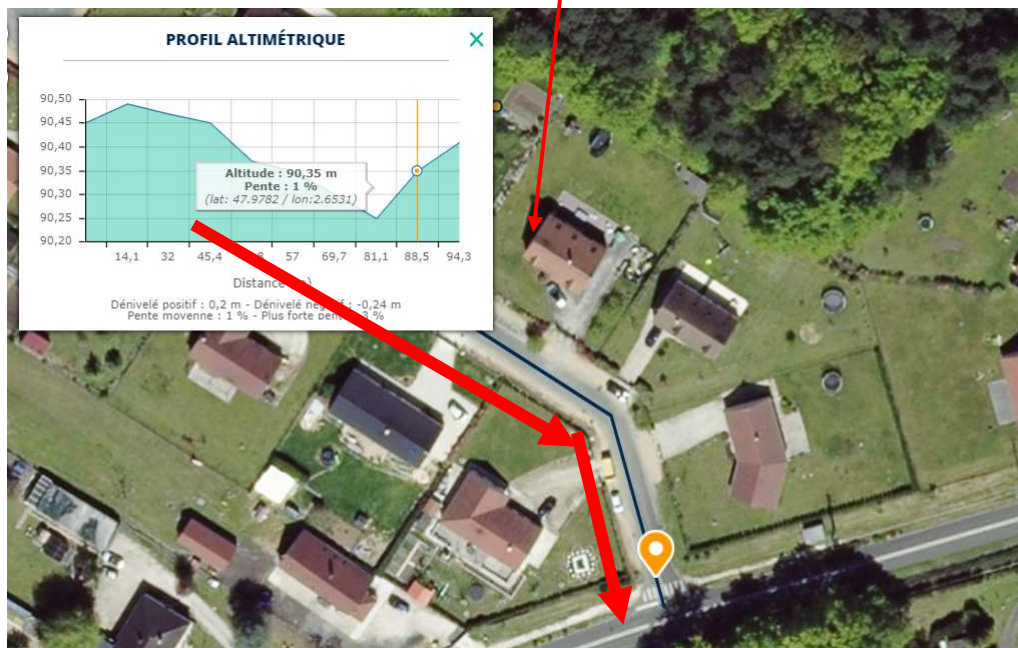 PROFIL ALTIMÉTRIQUE
90,50
90,45
90,40
90,35
90,30
90,25
90,20
Altitude : 90,35 m
Pente : 1 %
(lat: 47.9782 / lon:2.6531)
14,1 32 45,4 57 69,7 81,1 88,5 94,3
Distance
Dénivelé positif : 0,2 m - Dénivelé : -0,24 m
Pente moyenne : 1 % - Plus forte 3 %